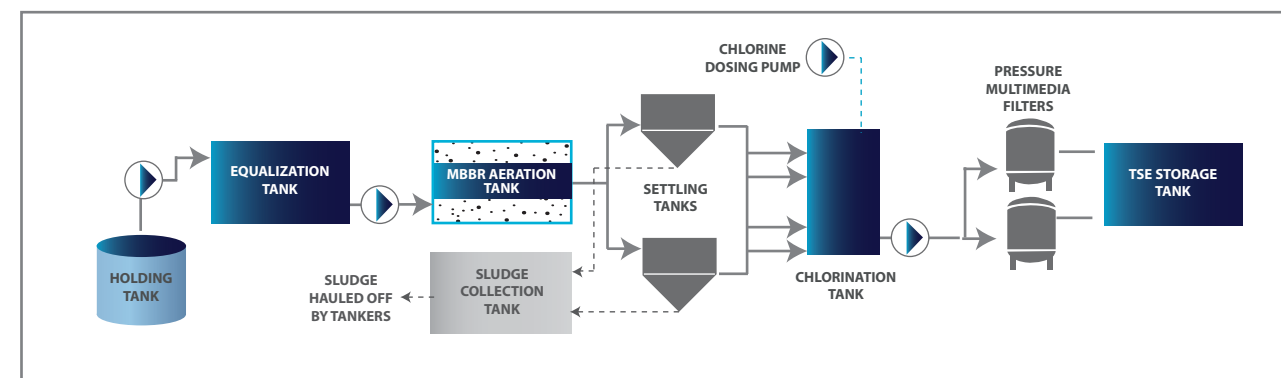 CHLORINE
DOSING PUMP
PRESSURE
MULTIMEDIA
FILTERS
EQUALIZATION
TANK
MBBR AERATION
TANK
SETTLING
TANKS
TSE STORAGE
TANK
HOLDING
TANK
SLUDGE
HAULED OFF
BY TANKERS
SLUDGE
COLLECTION
TANK
CHLORINATION
TANK